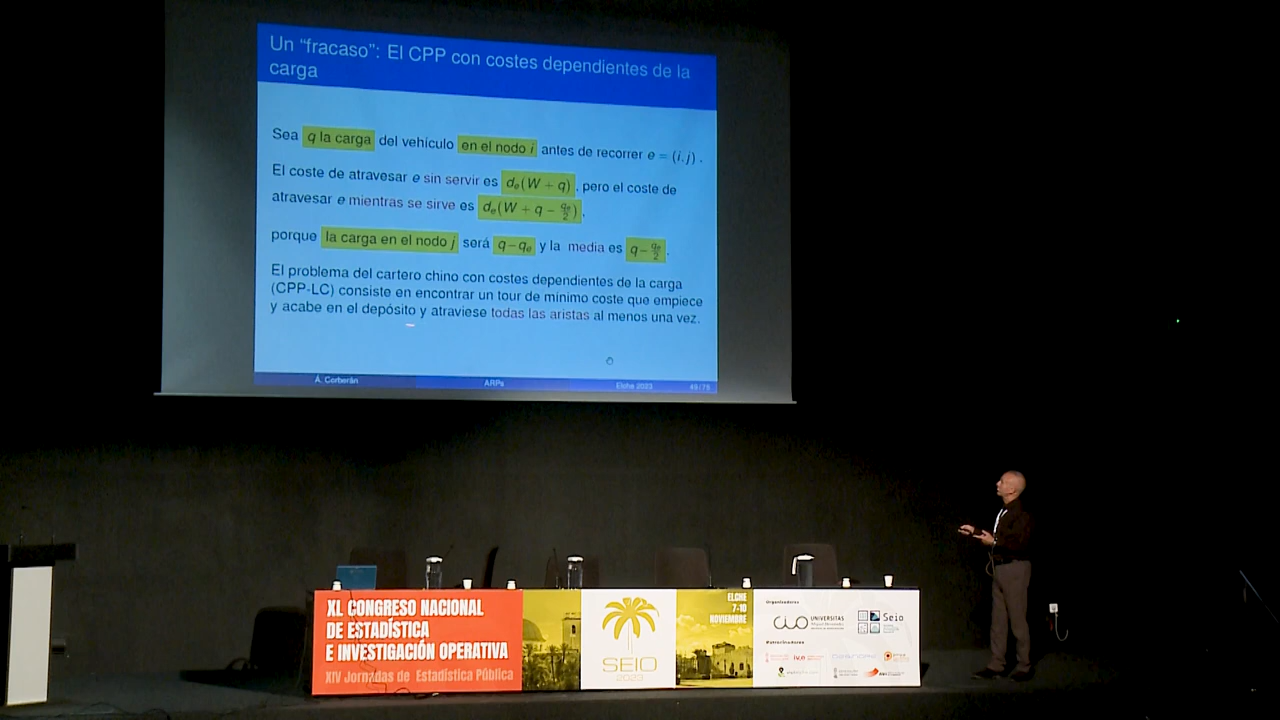 Un “fracaso”: El CPP con costes dependientes de la
carga
Sea q la carga del vehículo en el nodo i antes de recorrer e = (i,j) .
El coste de atravesar e sin servir es d_e(W + q) , pero el coste de
atravesar e mientras se sirve es d_e(W + q − q_e/2) ,
porque la carga en el nodo j será q−q_e y la media es q−q_e/2 .
El problema del cartero chino con costes dependientes de la carga
(CPP-LC) consiste en encontrar un tour de mínimo coste que empiece
y acabe en el depósito y atraviese todas las aristas al menos una vez.
Á. Corberán
ARPs
Elche 2023
XL CONGRESO NACIONAL
DE ESTADÍSTICA
E INVESTIGACIÓN OPERATIVA
XIV Jornadas de Estadística Pública
SEIO
2023
ELCHE
7-10
NOVIEMBRE
Organizadores
UNIVERSITAS
Miguel Hernández
Seio
Patrocinadores